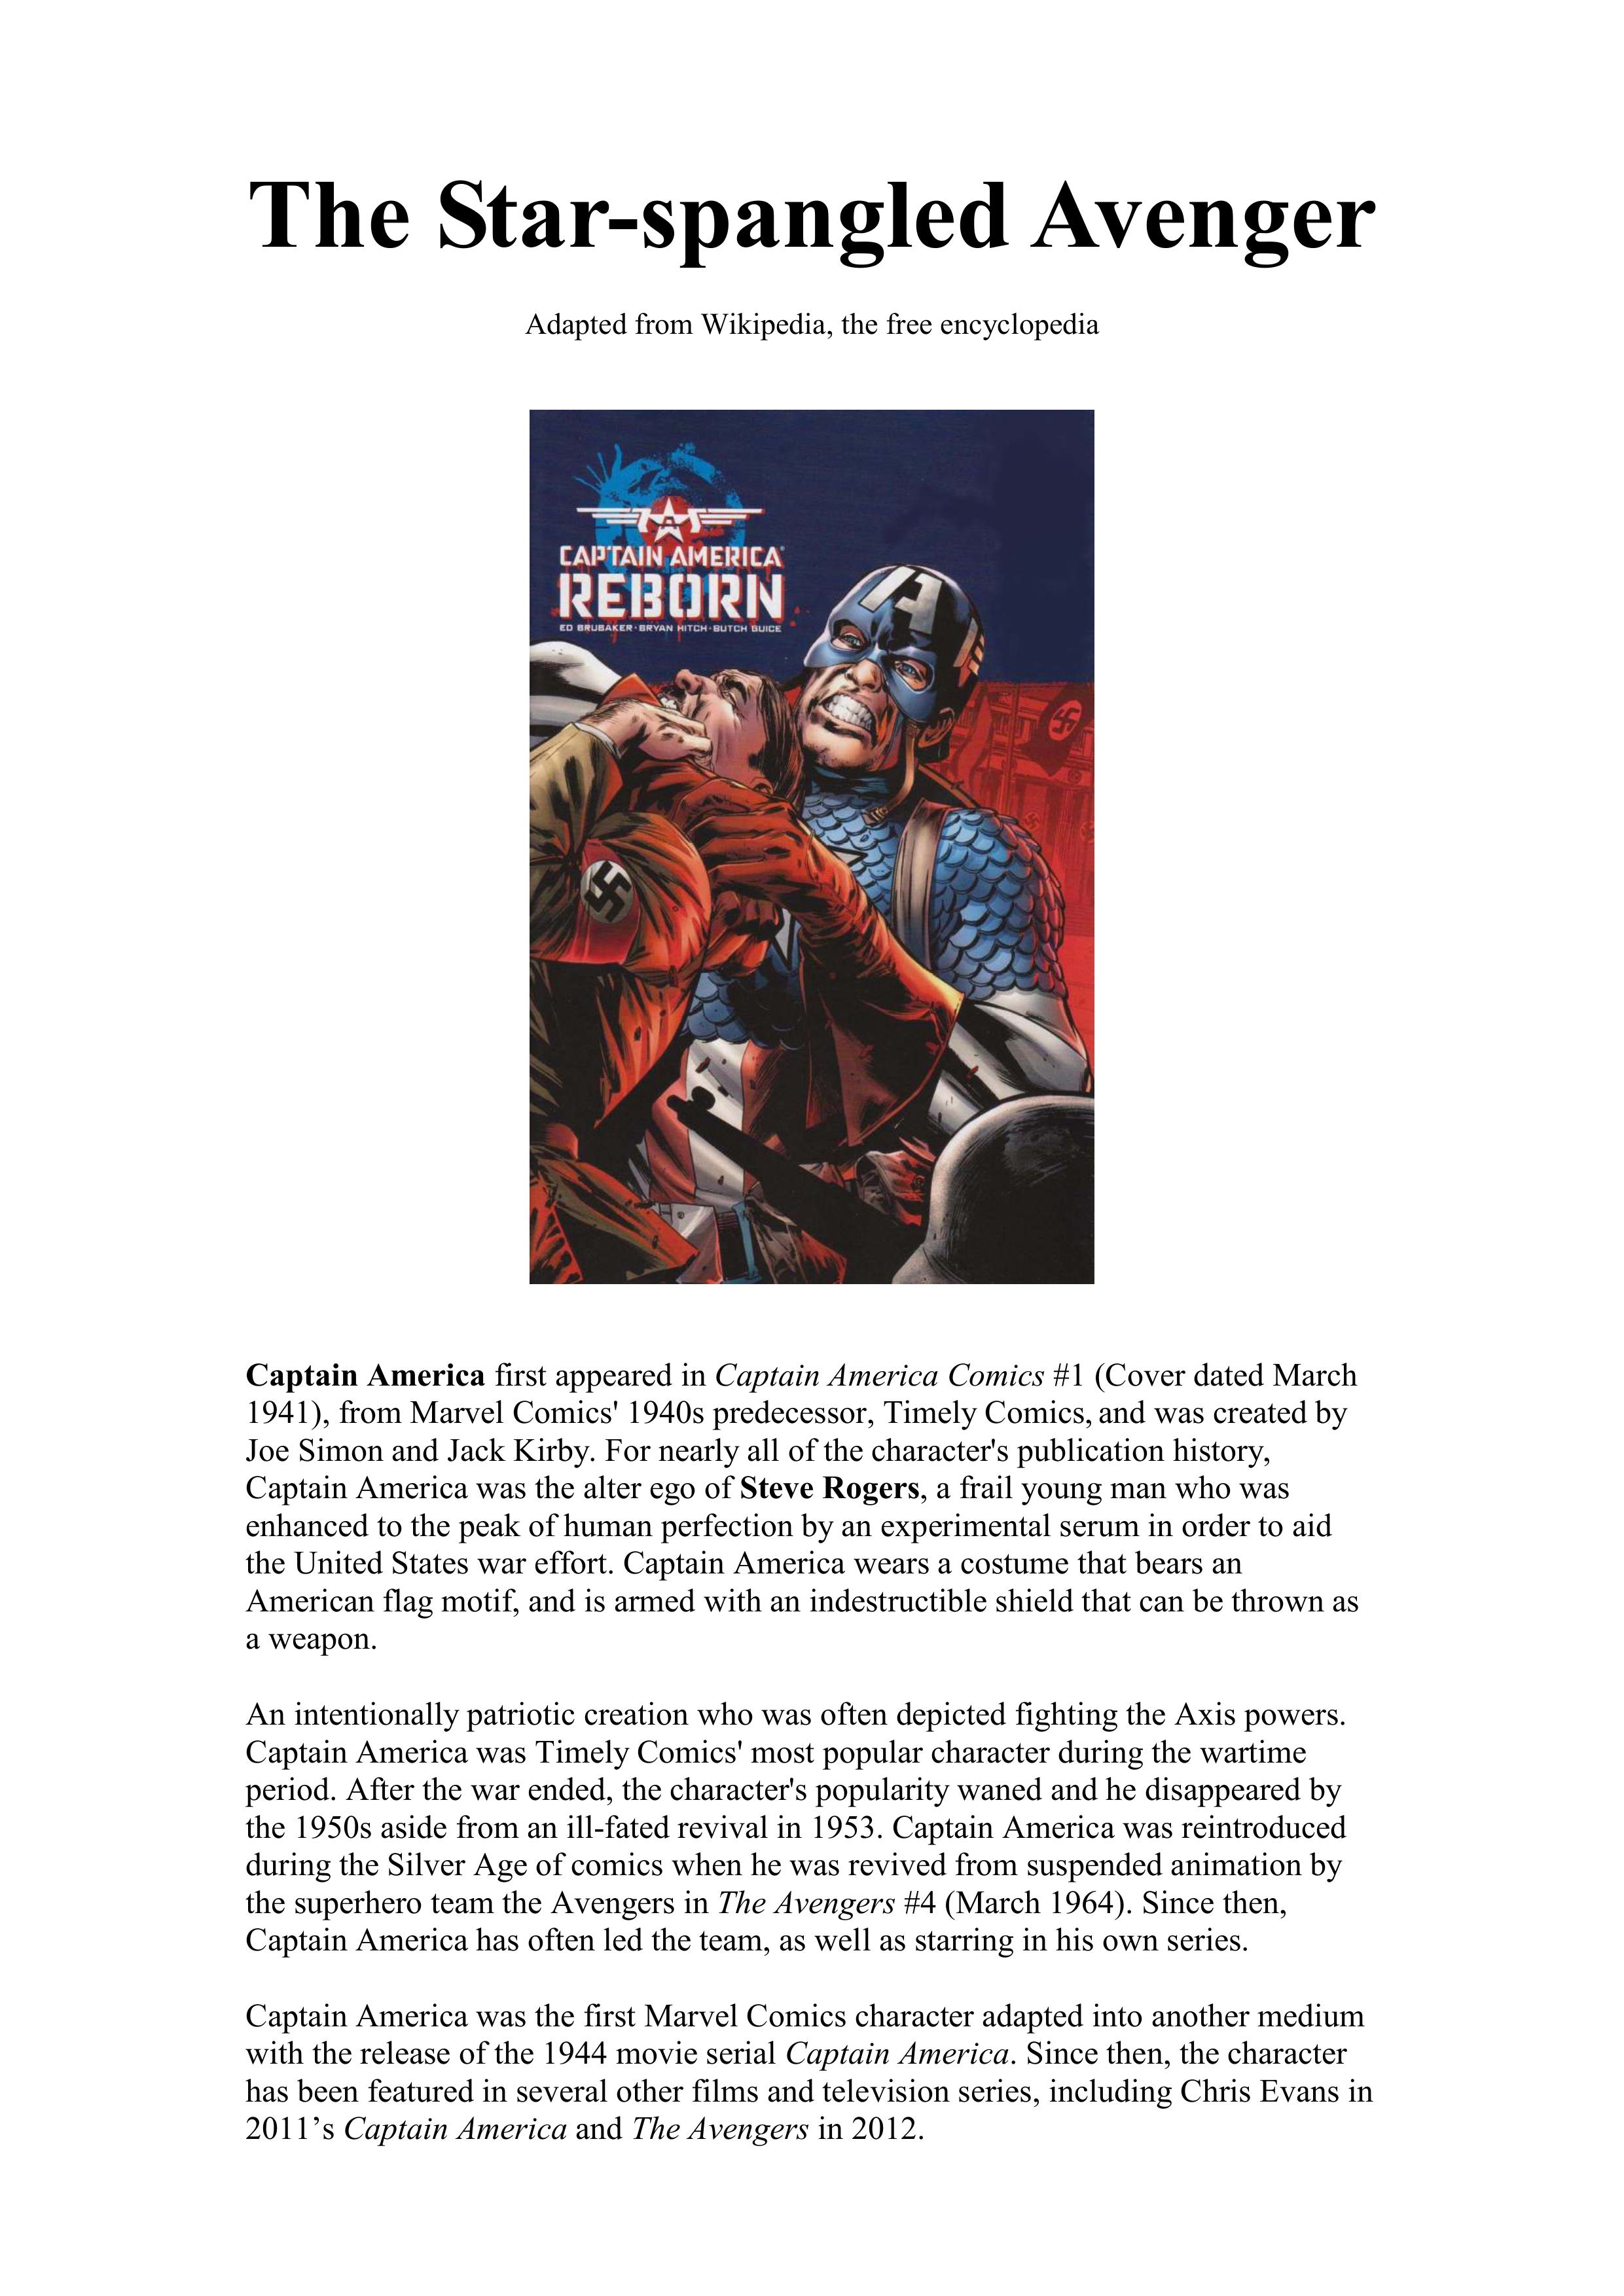 The Star-spangled Avenger
Adapted from Wikipedia, the free encyclopedia
A
CAPTAIN AMERICA
REBORN
ED BRUBAKER·BRYAN HITCH·BUTCH GUICE
A
Captain America first appeared in Captain America Comics #1 (Cover dated March
1941), from Marvel Comics' 1940s predecessor, Timely Comics, and was created by
Joe Simon and Jack Kirby. For nearly all of the character's publication history,
Captain America was the alter ego of Steve Rogers, a frail young man who was
enhanced to the peak of human perfection by an experimental serum in order to aid
the United States war effort. Captain America wears a costume that bears an
American flag motif, and is armed with an indestructible shield that can be thrown as
a weapon.
An intentionally patriotic creation who was often depicted fighting the Axis powers.
Captain America was Timely Comics' most popular character during the wartime
period. After the war ended, the character's popularity waned and he disappeared by
the 1950s aside from an ill-fated revival in 1953. Captain America was reintroduced
during the Silver Age of comics when he was revived from suspended animation by
the superhero team the Avengers in The Avengers #4 (March 1964). Since then,
Captain America has often led the team, as well as starring in his own series.
Captain America was the first Marvel Comics character adapted into another medium
with the release of the 1944 movie serial Captain America. Since then, the character
has been featured in several other films and television series, including Chris Evans in
2011’s Captain America and The Avengers in 2012.